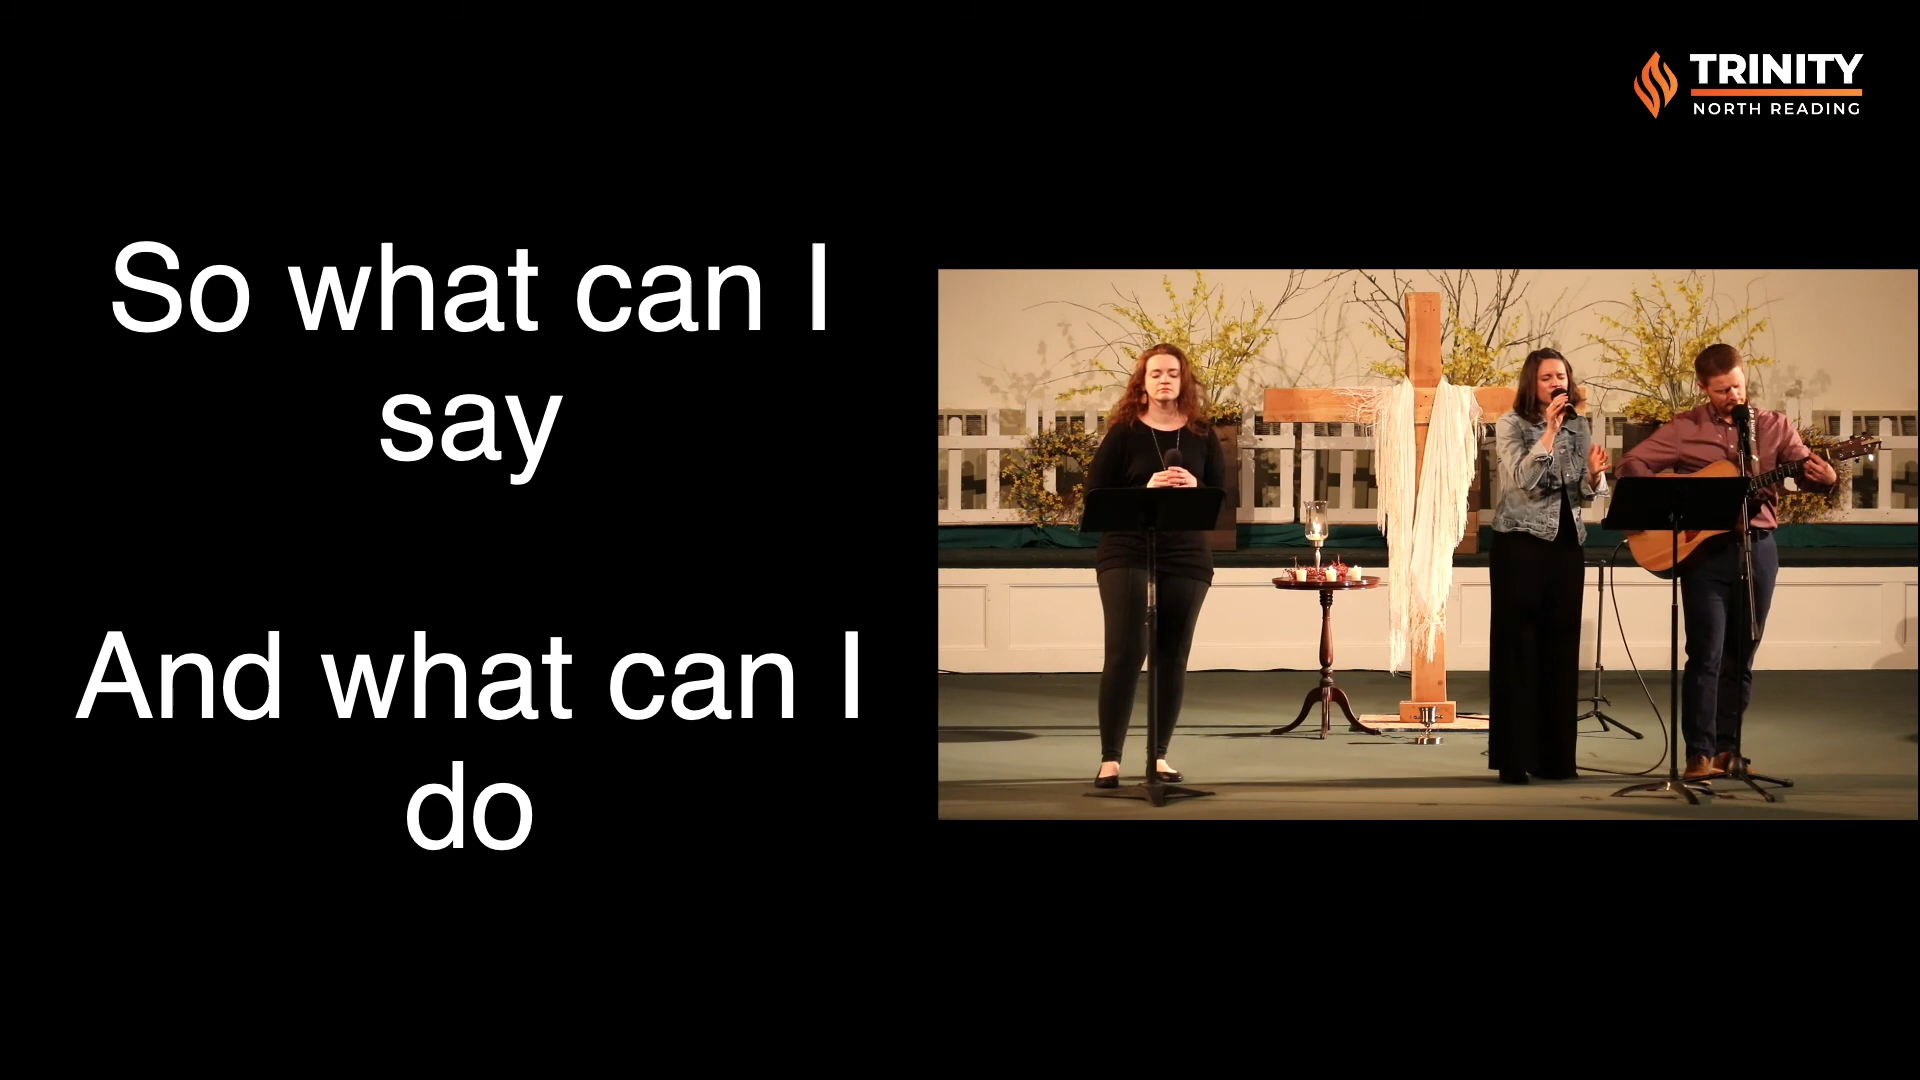 TRINITY
NORTH READING
So what can I
say
And what can I
do